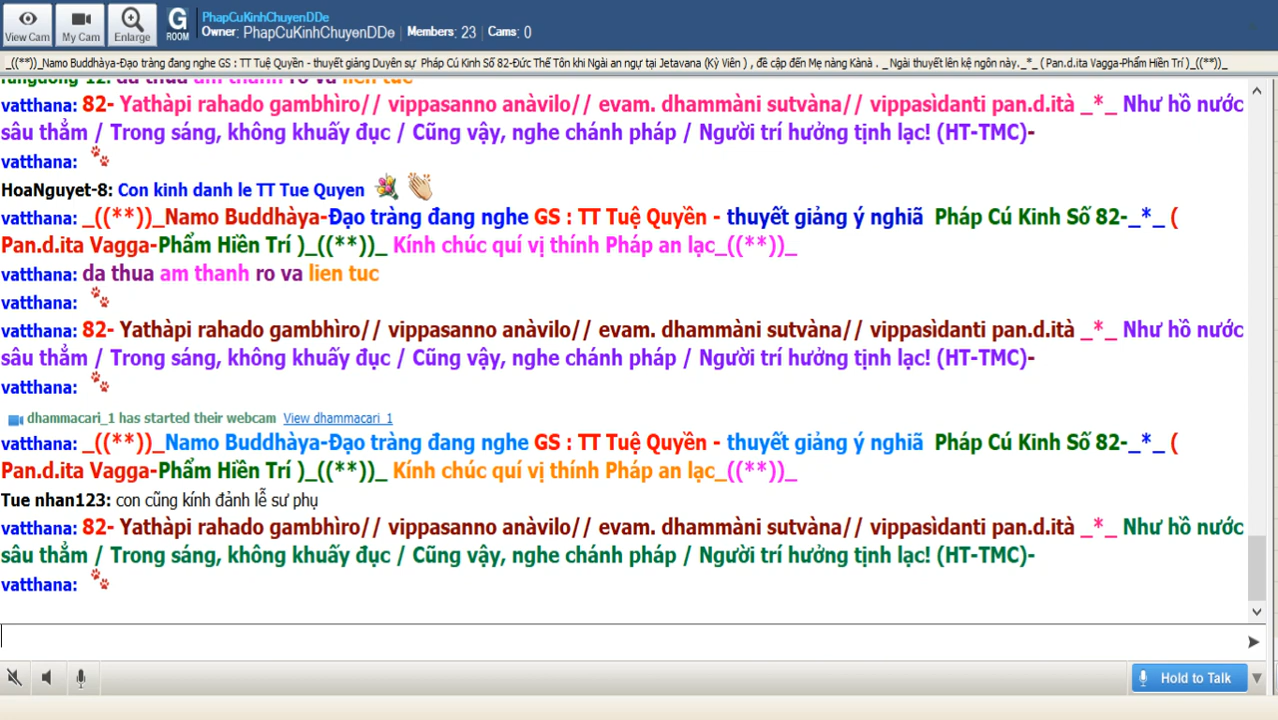 View Cam
My Cam
Enlarge
G
ROOM
PhapCuKinhChuyenDDe
Owner: PhapCuKinhChuyenDDe | Members: 23 | Cams: 0
_((**))_Namo Buddhàya-Đạo tràng đang nghe GS : TT Tuệ Quyền - thuyết giảng Duyên sự Pháp Cú Kinh Số 82-Đức Thế Tôn khi Ngài an ngự tại Jetavana (Kỳ Viên ) , đề cập đến Mẹ nàng Kànà . _Ngài thuyết lên kệ ngôn này._*_ ( Pan.d.ita Vagga-Phẩm Hiền Trí )_((**))_
rangdong-12: da thua am thanh ro va lien tuc
vatthana: 82- Yathàpi rahado gambhìro// vippasanno anàvilo// evam. dhammàni sutvàna// vippasìdanti pan.d.ità _*_ Như hồ nước
sâu thẳm / Trong sáng, không khuấy đục / Cũng vậy, nghe chánh pháp / Người trí hưởng tịnh lạc! (HT-TMC)-
vatthana:
HoaNguyet-8: Con kinh danh le TT Tue Quyen
vatthana: _((**))_Namo Buddhàya-Đạo tràng đang nghe GS : TT Tuệ Quyền - thuyết giảng ý nghiã Pháp Cú Kinh Số 82-_*_ (
Pan.d.ita Vagga-Phẩm Hiền Trí )_((**))_ Kính chúc quí vị thính Pháp an lạc_((**))_
vatthana: da thua am thanh ro va lien tuc
vatthana:
vatthana: 82- Yathàpi rahado gambhìro// vippasanno anàvilo// evam. dhammàni sutvàna// vippasìdanti pan.d.ità _*_ Như hồ nước
sâu thẳm / Trong sáng, không khuấy đục / Cũng vậy, nghe chánh pháp / Người trí hưởng tịnh lạc! (HT-TMC)-
vatthana:
dhammacari_1 has started their webcam View dhammacari_1
vatthana: _((**))_Namo Buddhàya-Đạo tràng đang nghe GS : TT Tuệ Quyền - thuyết giảng ý nghiã Pháp Cú Kinh Số 82-_*_ (
Pan.d.ita Vagga-Phẩm Hiền Trí )_((**))_ Kính chúc quí vị thính Pháp an lạc_((**))_
Tue nhan123: con cũng kính đảnh lễ sư phụ
vatthana: 82- Yathàpi rahado gambhìro// vippasanno anàvilo// evam. dhammàni sutvàna// vippasìdanti pan.d.ità _*_ Như hồ nước
sâu thẳm / Trong sáng, không khuấy đục / Cũng vậy, nghe chánh pháp / Người trí hưởng tịnh lạc! (HT-TMC)-
vatthana:
Hold to Talk